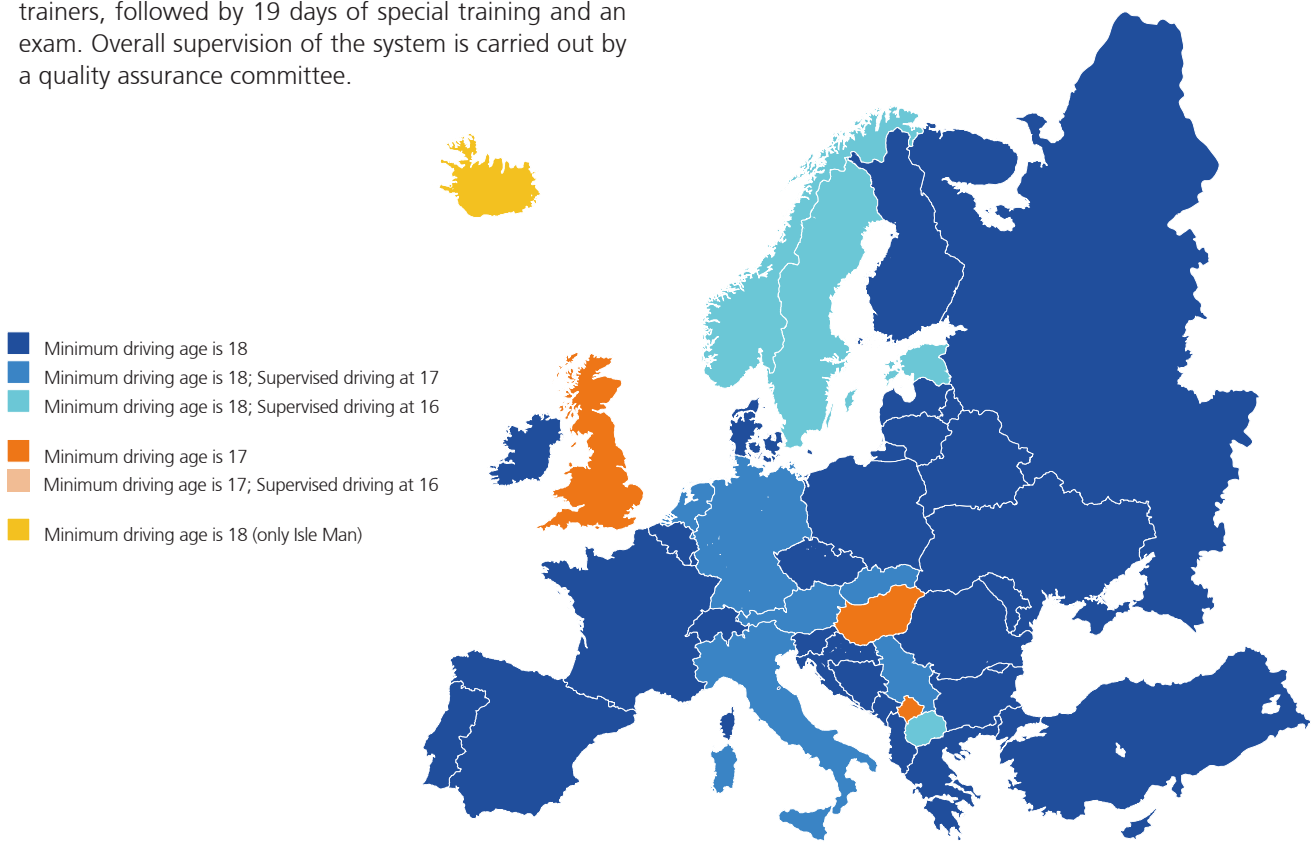 trainers, followed by 19 days of special training and an
exam. Overall supervision of the system is carried out by
a quality assurance committee.
Minimum driving age is 18
Minimum driving age is 18; Supervised driving at 17
Minimum driving age is 18; Supervised driving at 16
Minimum driving age is 17
Minimum driving age is 17; Supervised driving at 16
Minimum driving age is 18 (only Isle Man)